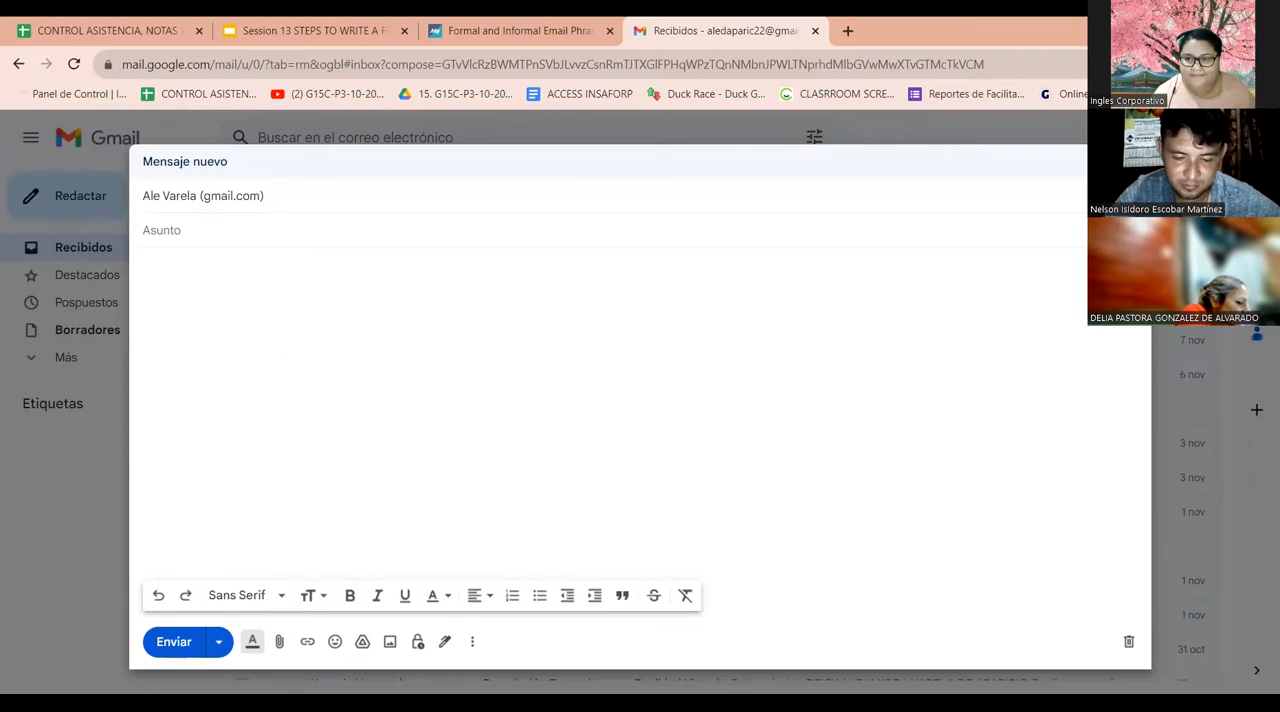 CONTROL ASISTENCIA, NOTAS
Session 13 STEPS TO WRITE A F
Formal and Informal Email Phra
Recibidos - aledaparic22@gmai
mail.google.com/mail/u/0/?tab=rm&ogbl#inbox?compose=GTvVlcRzBWMTPnSVbJLvvzCsnRmTJTXGlFPHqWPzTQnNMbnJPWLTNprhdMlbGVwMwXTvGTMcTkVCM
Panel de Control | I...
CONTROL ASISTEN...
(2) G15C-P3-10-20...
15. G15C-P3-10-20...
ACCESS INSAFORP
Duck Race - Duck G...
CLASRROOM SCRE...
Reportes de Facilita...
Online
Gmail
Buscar en el correo electrónico
Redactar
Recibidos
Destacados
Pospuestos
Borradores
Más
Etiquetas
Mensaje nuevo
Ale Varela (gmail.com)
Asunto
Sans Serif
Enviar
Ingles Corporativo
Nelson Isidoro Escobar Martínez
DELIA PASTORA GONZALEZ DE ALVARADO
7 nov
6 nov
3 nov
3 nov
1 nov
1 nov
1 nov
31 oct